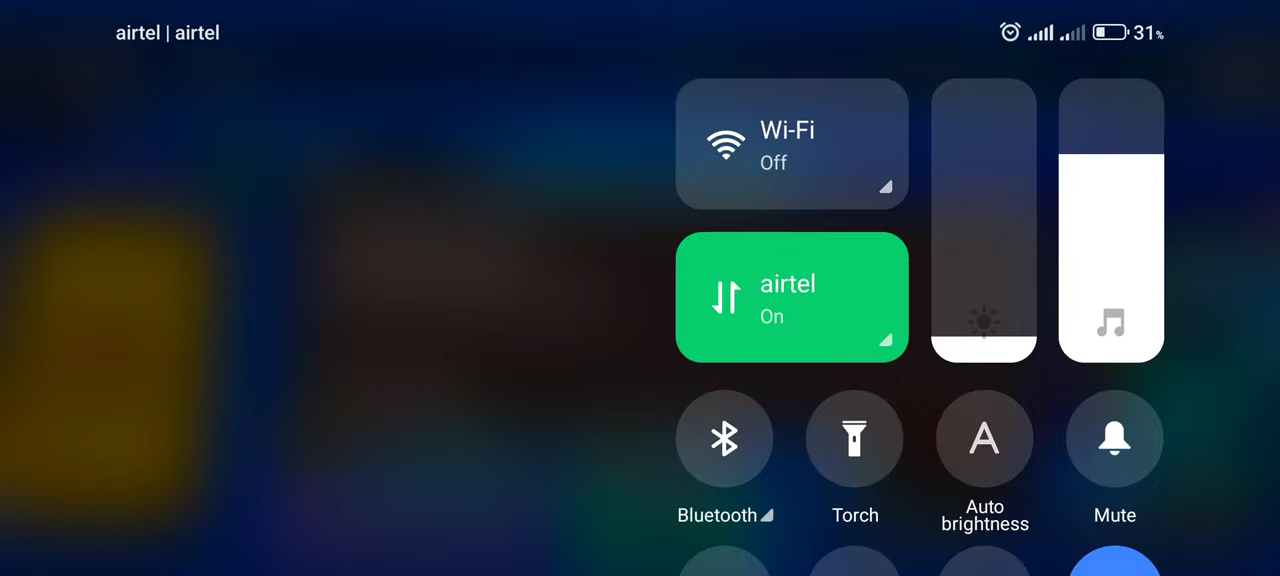 airtel | airtel
31%
Wi-Fi
Off
airtel
On
Bluetooth
Torch
Auto
brightness
Mute